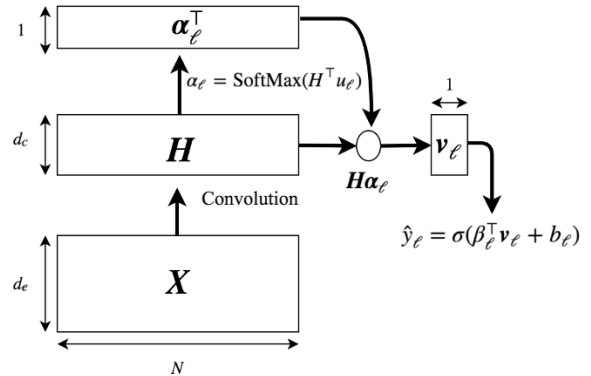 1
α_ℓ^⊤
α_ℓ = SoftMax(H^⊤u_ℓ)
1
d_c
H
v_ℓ
Hα_ℓ
Convolution
ŷ_ℓ = σ(β_ℓ^⊤v_ℓ + b_ℓ)
d_e
X
N